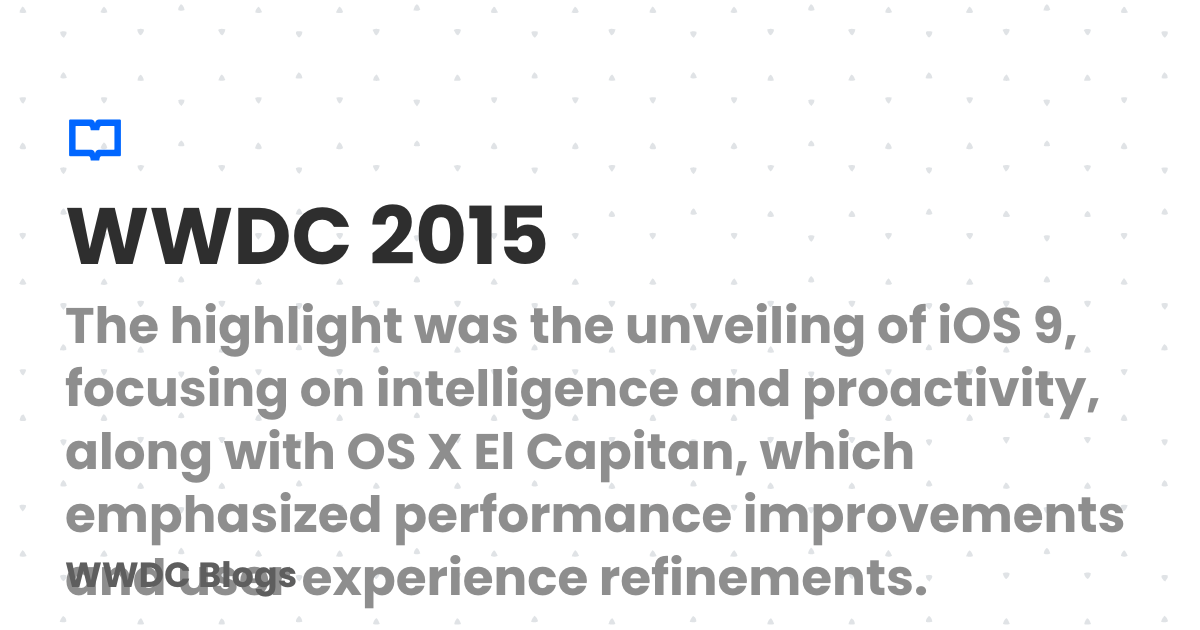 WWDC 2015
The highlight was the unveiling of iOS 9,
focusing on intelligence and proactivity,
along with OS X El Capitan, which
emphasized performance improvements
and user experience refinements.
WWDC Blogs